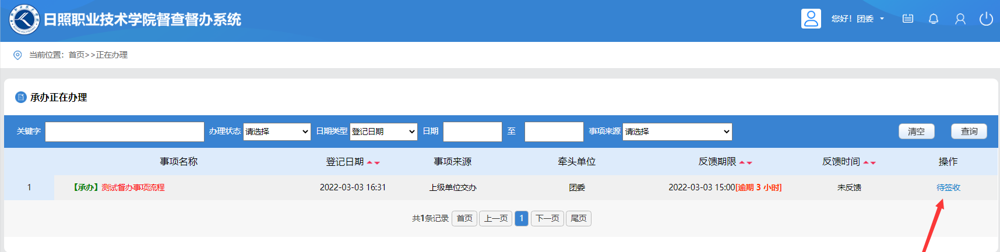 日照职业技术学院督查督办系统
您好！团委
当前位置：首页>>正在办理
承办正在办理
关键字 办理状态 请选择 日期类型 登记日期 日期 至 事项来源 请选择 清空 查询
事项名称 登记日期 事项来源 牵头单位 反馈期限 反馈时间 操作
1 【承办】测试督办事项流程 2022-03-03 16:31 上级单位交办 团委 2022-03-03 15:00[逾期 3 小时] 未反馈 待签收
共1条记录 首页 上一页 1 下一页 尾页